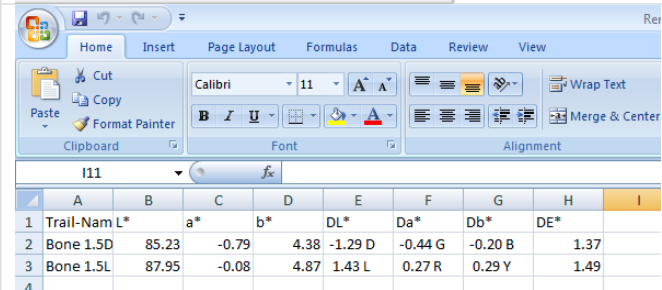 Home Insert Page Layout Formulas Data Review View
Cut
Copy
Format Painter
Paste
Clipboard
Calibri 11 A A
B I U A
Font
Wrap Text
Merge & Center
Alignment
I11 fx
A B C D E F G H I
1 Trail-Nam L* a* b* DL* Da* Db* DE*
2 Bone 1.5D 85.23 -0.79 4.38 -1.29 D -0.44 G -0.20 B 1.37
3 Bone 1.5L 87.95 -0.08 4.87 1.43 L 0.27 R 0.29 Y 1.49